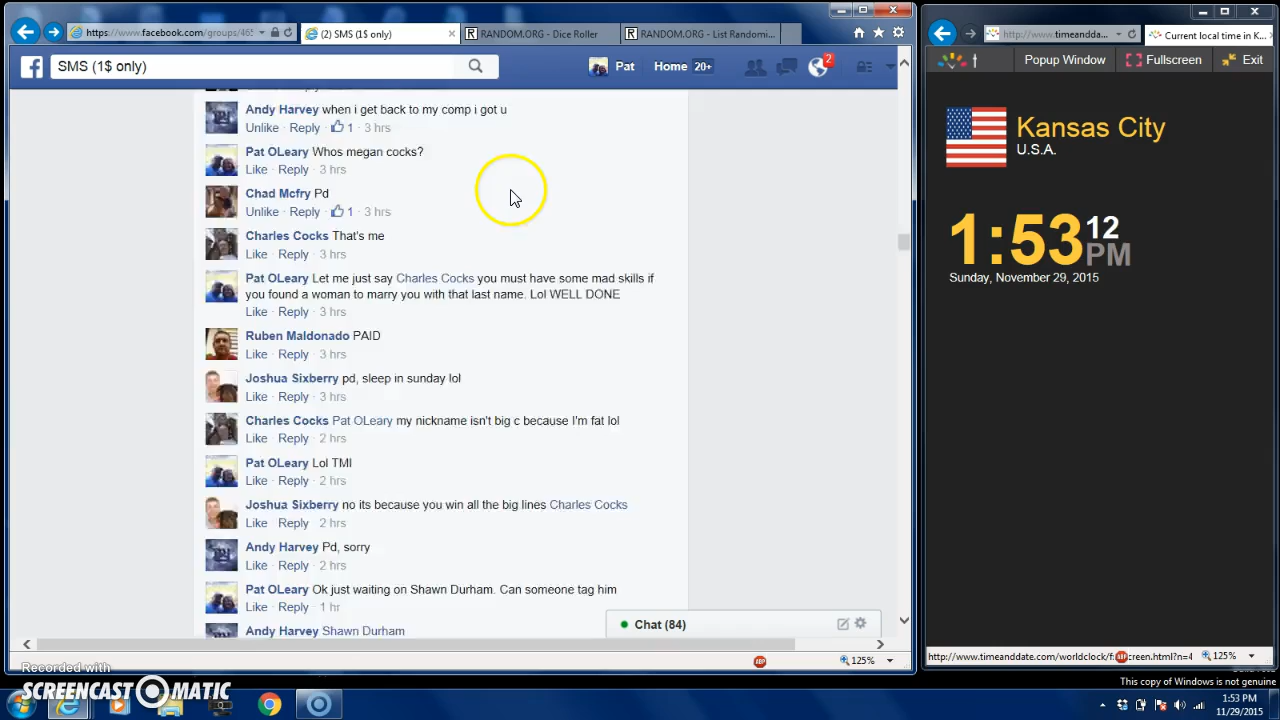 https://www.facebook.com/groups/465
(2) SMS (1$ only)
RANDOM.ORG - Dice Roller
RANDOM.ORG - List Randomi...
SMS (1$ only)
Pat
Home 20+
2
Andy Harvey when i get back to my comp i got u
Unlike · Reply · 1 · 3 hrs
Pat OLeary Whos megan cocks?
Like · Reply · 3 hrs
Chad Mcfry Pd
Unlike · Reply · 1 · 3 hrs
Charles Cocks That's me
Like · Reply · 3 hrs
Pat OLeary Let me just say Charles Cocks you must have some mad skills if
you found a woman to marry you with that last name. Lol WELL DONE
Like · Reply · 3 hrs
Ruben Maldonado PAID
Like · Reply · 3 hrs
Joshua Sixberry pd, sleep in sunday lol
Like · Reply · 3 hrs
Charles Cocks Pat OLeary my nickname isn't big c because I'm fat lol
Like · Reply · 2 hrs
Pat OLeary Lol TMI
Like · Reply · 2 hrs
Joshua Sixberry no its because you win all the big lines Charles Cocks
Like · Reply · 2 hrs
Andy Harvey Pd, sorry
Like · Reply · 2 hrs
Pat OLeary Ok just waiting on Shawn Durham. Can someone tag him
Like · Reply · 1 hr
Andy Harvey Shawn Durham
Chat (84)
125%
http://www.timeanddate.com/
Current local time in K...
Popup Window
Fullscreen
Exit
Kansas City
U.S.A.
1:53 12 PM
Sunday, November 29, 2015
125%
This copy of Windows is not genuine
Recorded with
SCREENCAST O MATIC
1:53 PM
11/29/2015